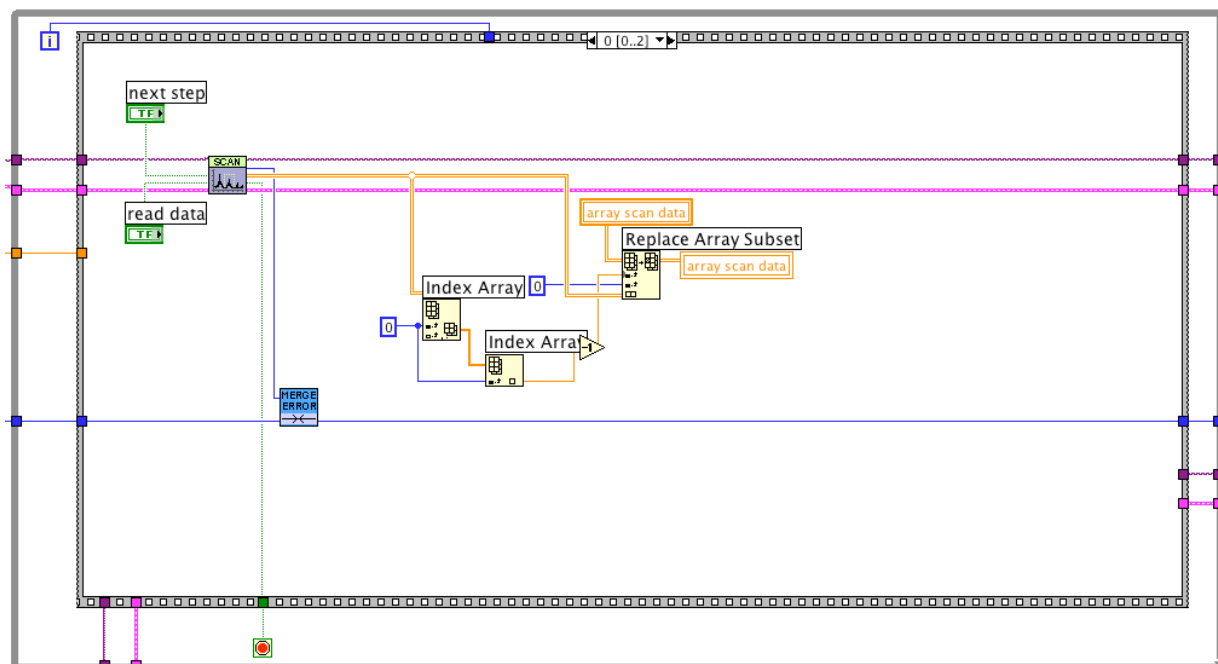 i
0 [0..2]
next step
TF
SCAN
read data
TF
array scan data
Replace Array Subset
array scan data
Index Array
0
0
Index Arra
-1
MERGE
ERROR